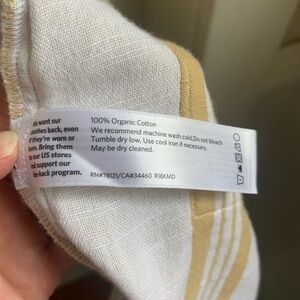 want our
clothes back, even
if they're worn or
torn. Bring them
to our US stores
and support our
take-back program.
100% Organic Cotton
We recommend machine wash cold.Do not bleach
Tumble dry low, Use cool iron if necessary.
May be dry cleaned.
RN#78121/CA#34460 R18KMD